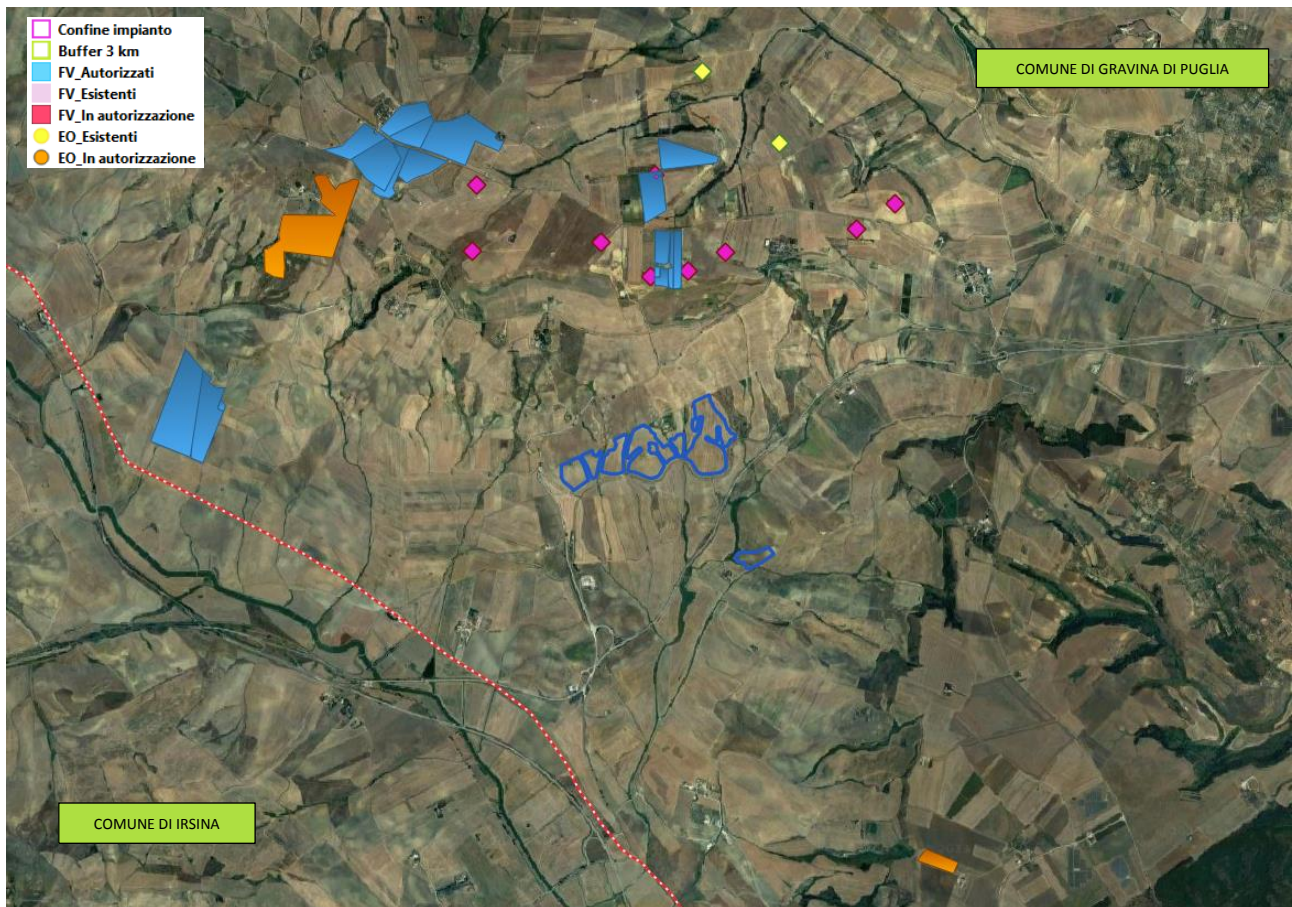 Confine impianto
Buffer 3 km
FV_Autorizzati
FV_Esistenti
FV_In autorizzazione
EO_Esistenti
EO_In autorizzazione
COMUNE DI GRAVINA DI PUGLIA
COMUNE DI IRSINA